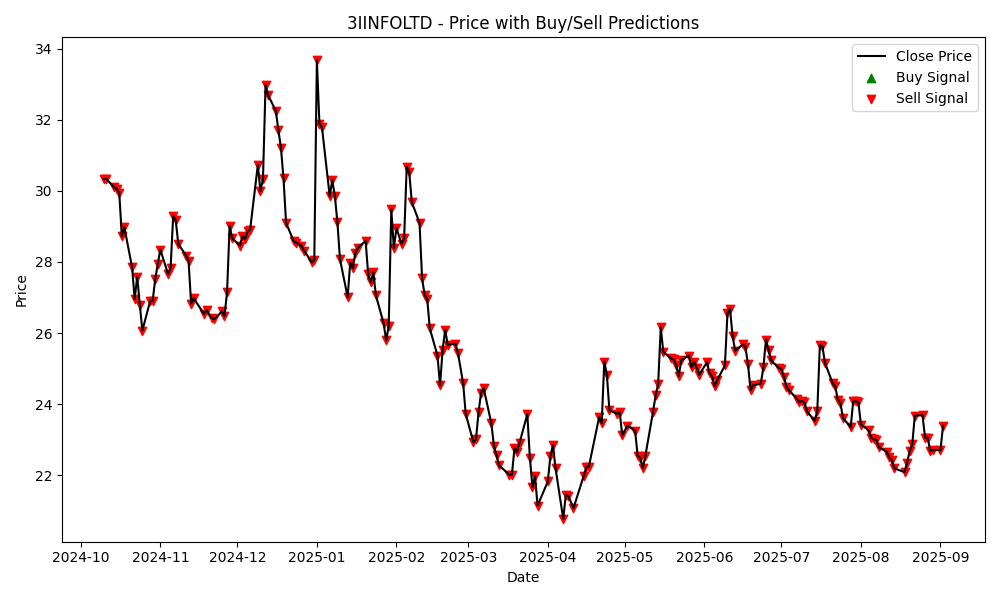 3IINFOLTD - Price with Buy/Sell Predictions
Close Price
Buy Signal
Sell Signal
Price
34
32
30
28
26
24
22
2024-10 2024-11 2024-12 2025-01 2025-02 2025-03 2025-04 2025-05 2025-06 2025-07 2025-08 2025-09
Date